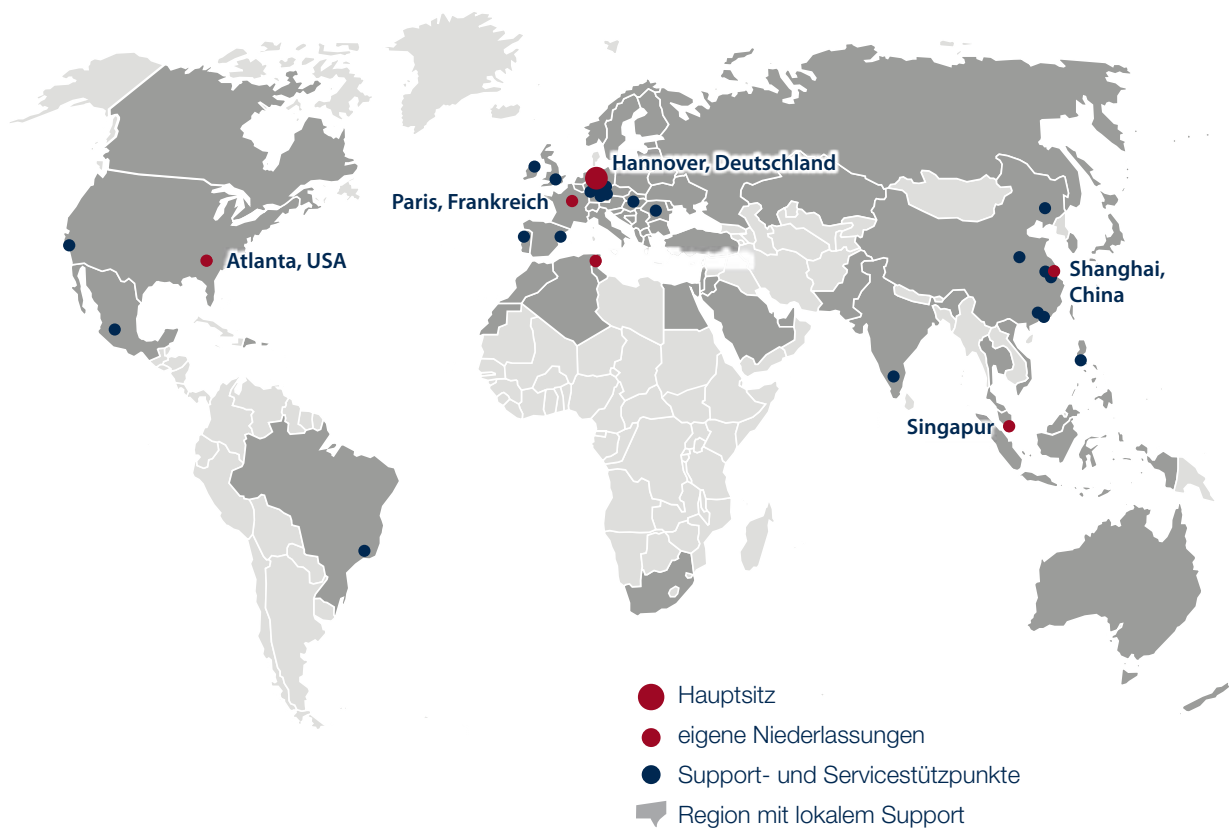 Hannover, Deutschland
Paris, Frankreich
Atlanta, USA
Shanghai,
China
Singapur
Hauptsitz
eigene Niederlassungen
Support- und Servicestützpunkte
Region mit lokalem Support